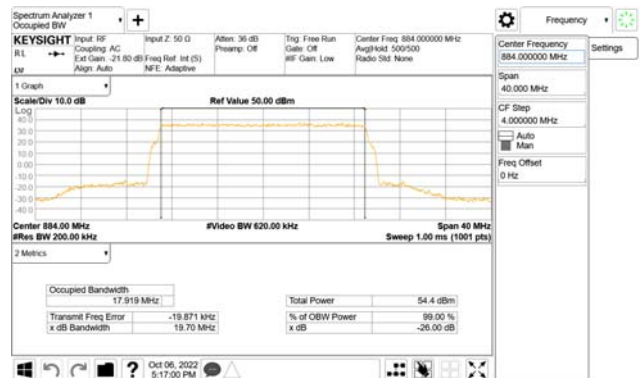 Spectrum Analyzer 1
Occupied BW
Frequency
KEYSIGHT
Input: RF
Coupling: AC
Ext Gain: -21.80 dB
Align: Auto
Input Z: 50 Ω
Freq Ref: Int (S)
NFE: Adaptive
Atten: 36 dB
Preamp: Off
Trig: Free Run
Gate: Off
#IF Gain: Low
Center Freq: 884.000000 MHz
Avg|Hold: 500/500
Radio Std: None
RL
Center Frequency
884.000000 MHz
Settings
Span
40.000 MHz
CF Step
4.000000 MHz
Auto
Man
Freq Offset
0 Hz
1 Graph
Scale/Div 10.0 dB
Ref Value 50.00 dBm
Log
40.0
30.0
20.0
10.0
0.00
-10.0
-20.0
-30.0
-40.0
Center 884.00 MHz
#Video BW 620.00 kHz
Span 40 MHz
#Res BW 200.00 kHz
Sweep 1.00 ms (1001 pts)
2 Metrics
Occupied Bandwidth
17.919 MHz
Total Power
54.4 dBm
Transmit Freq Error
-19.871 kHz
% of OBW Power
99.00 %
x dB Bandwidth
19.70 MHz
x dB
-26.00 dB
?
Oct 06, 2022
5:17:00 PM